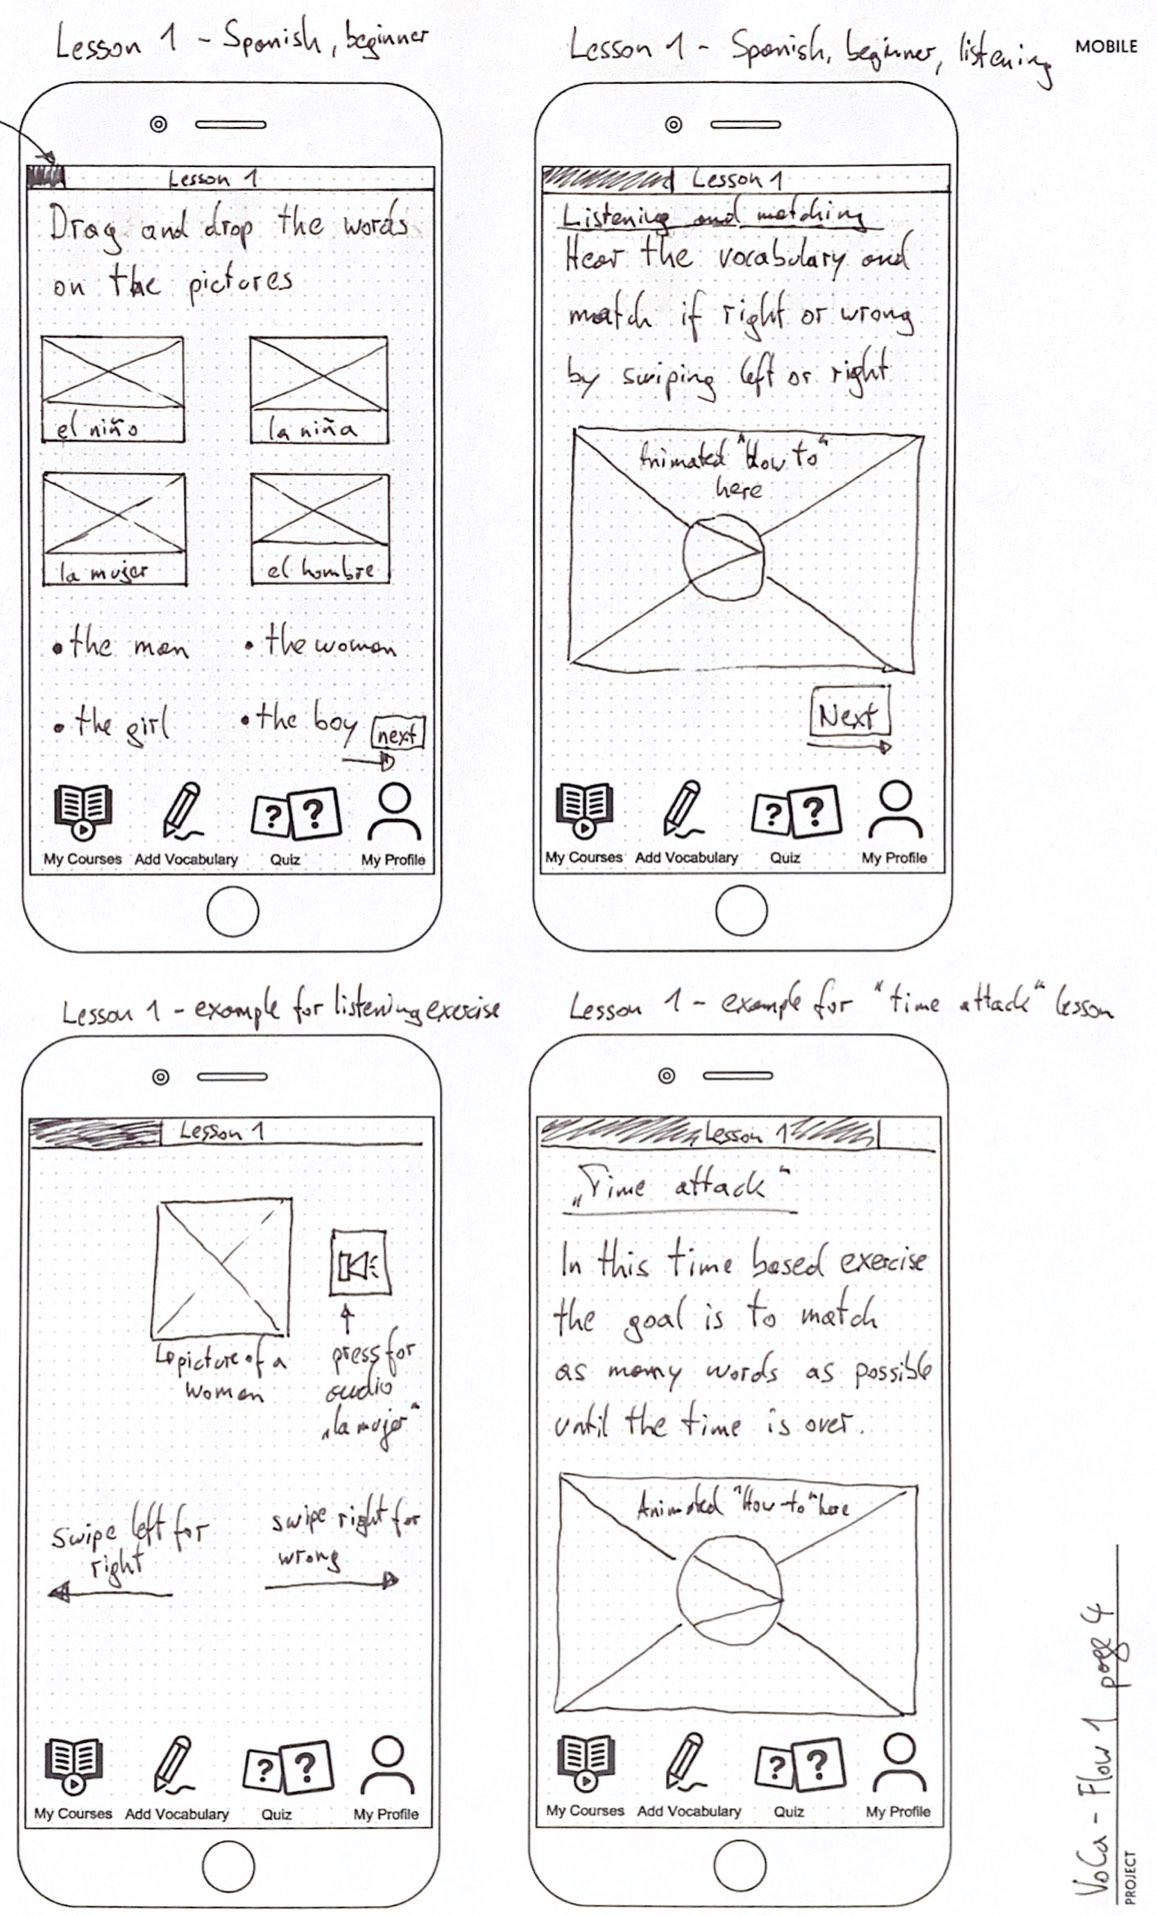 Lesson 1 - Spanish, beginner
Lesson 1
Drag and drop the words
on the pictures
el niño
la niña
la mujer
el hombre
• the man
• the woman
• the girl
• the boy
next
My Courses
Add Vocabulary
Quiz
My Profile
Lesson 1 - Spanish, beginner, listening
MOBILE
Lesson 1
Listening and matching
Hear the vocabulary and
match if right or wrong
by swiping left or right
Animated "How to"
here
Next
My Courses
Add Vocabulary
Quiz
My Profile
Lesson 1 - example for listening exercise
Lesson 1
picture of a
woman
press for
audio
„la mujer“
swipe left for
right
swipe right for
wrong
My Courses
Add Vocabulary
Quiz
My Profile
Lesson 1 - example for "time attack" lesson
Lesson 1
„Time attack“
In this time based exercise
the goal is to match
as many words as possible
until the time is over.
Animated "How-to" here
My Courses
Add Vocabulary
Quiz
My Profile
VoCa - Flow 1 page 4
PROJECT